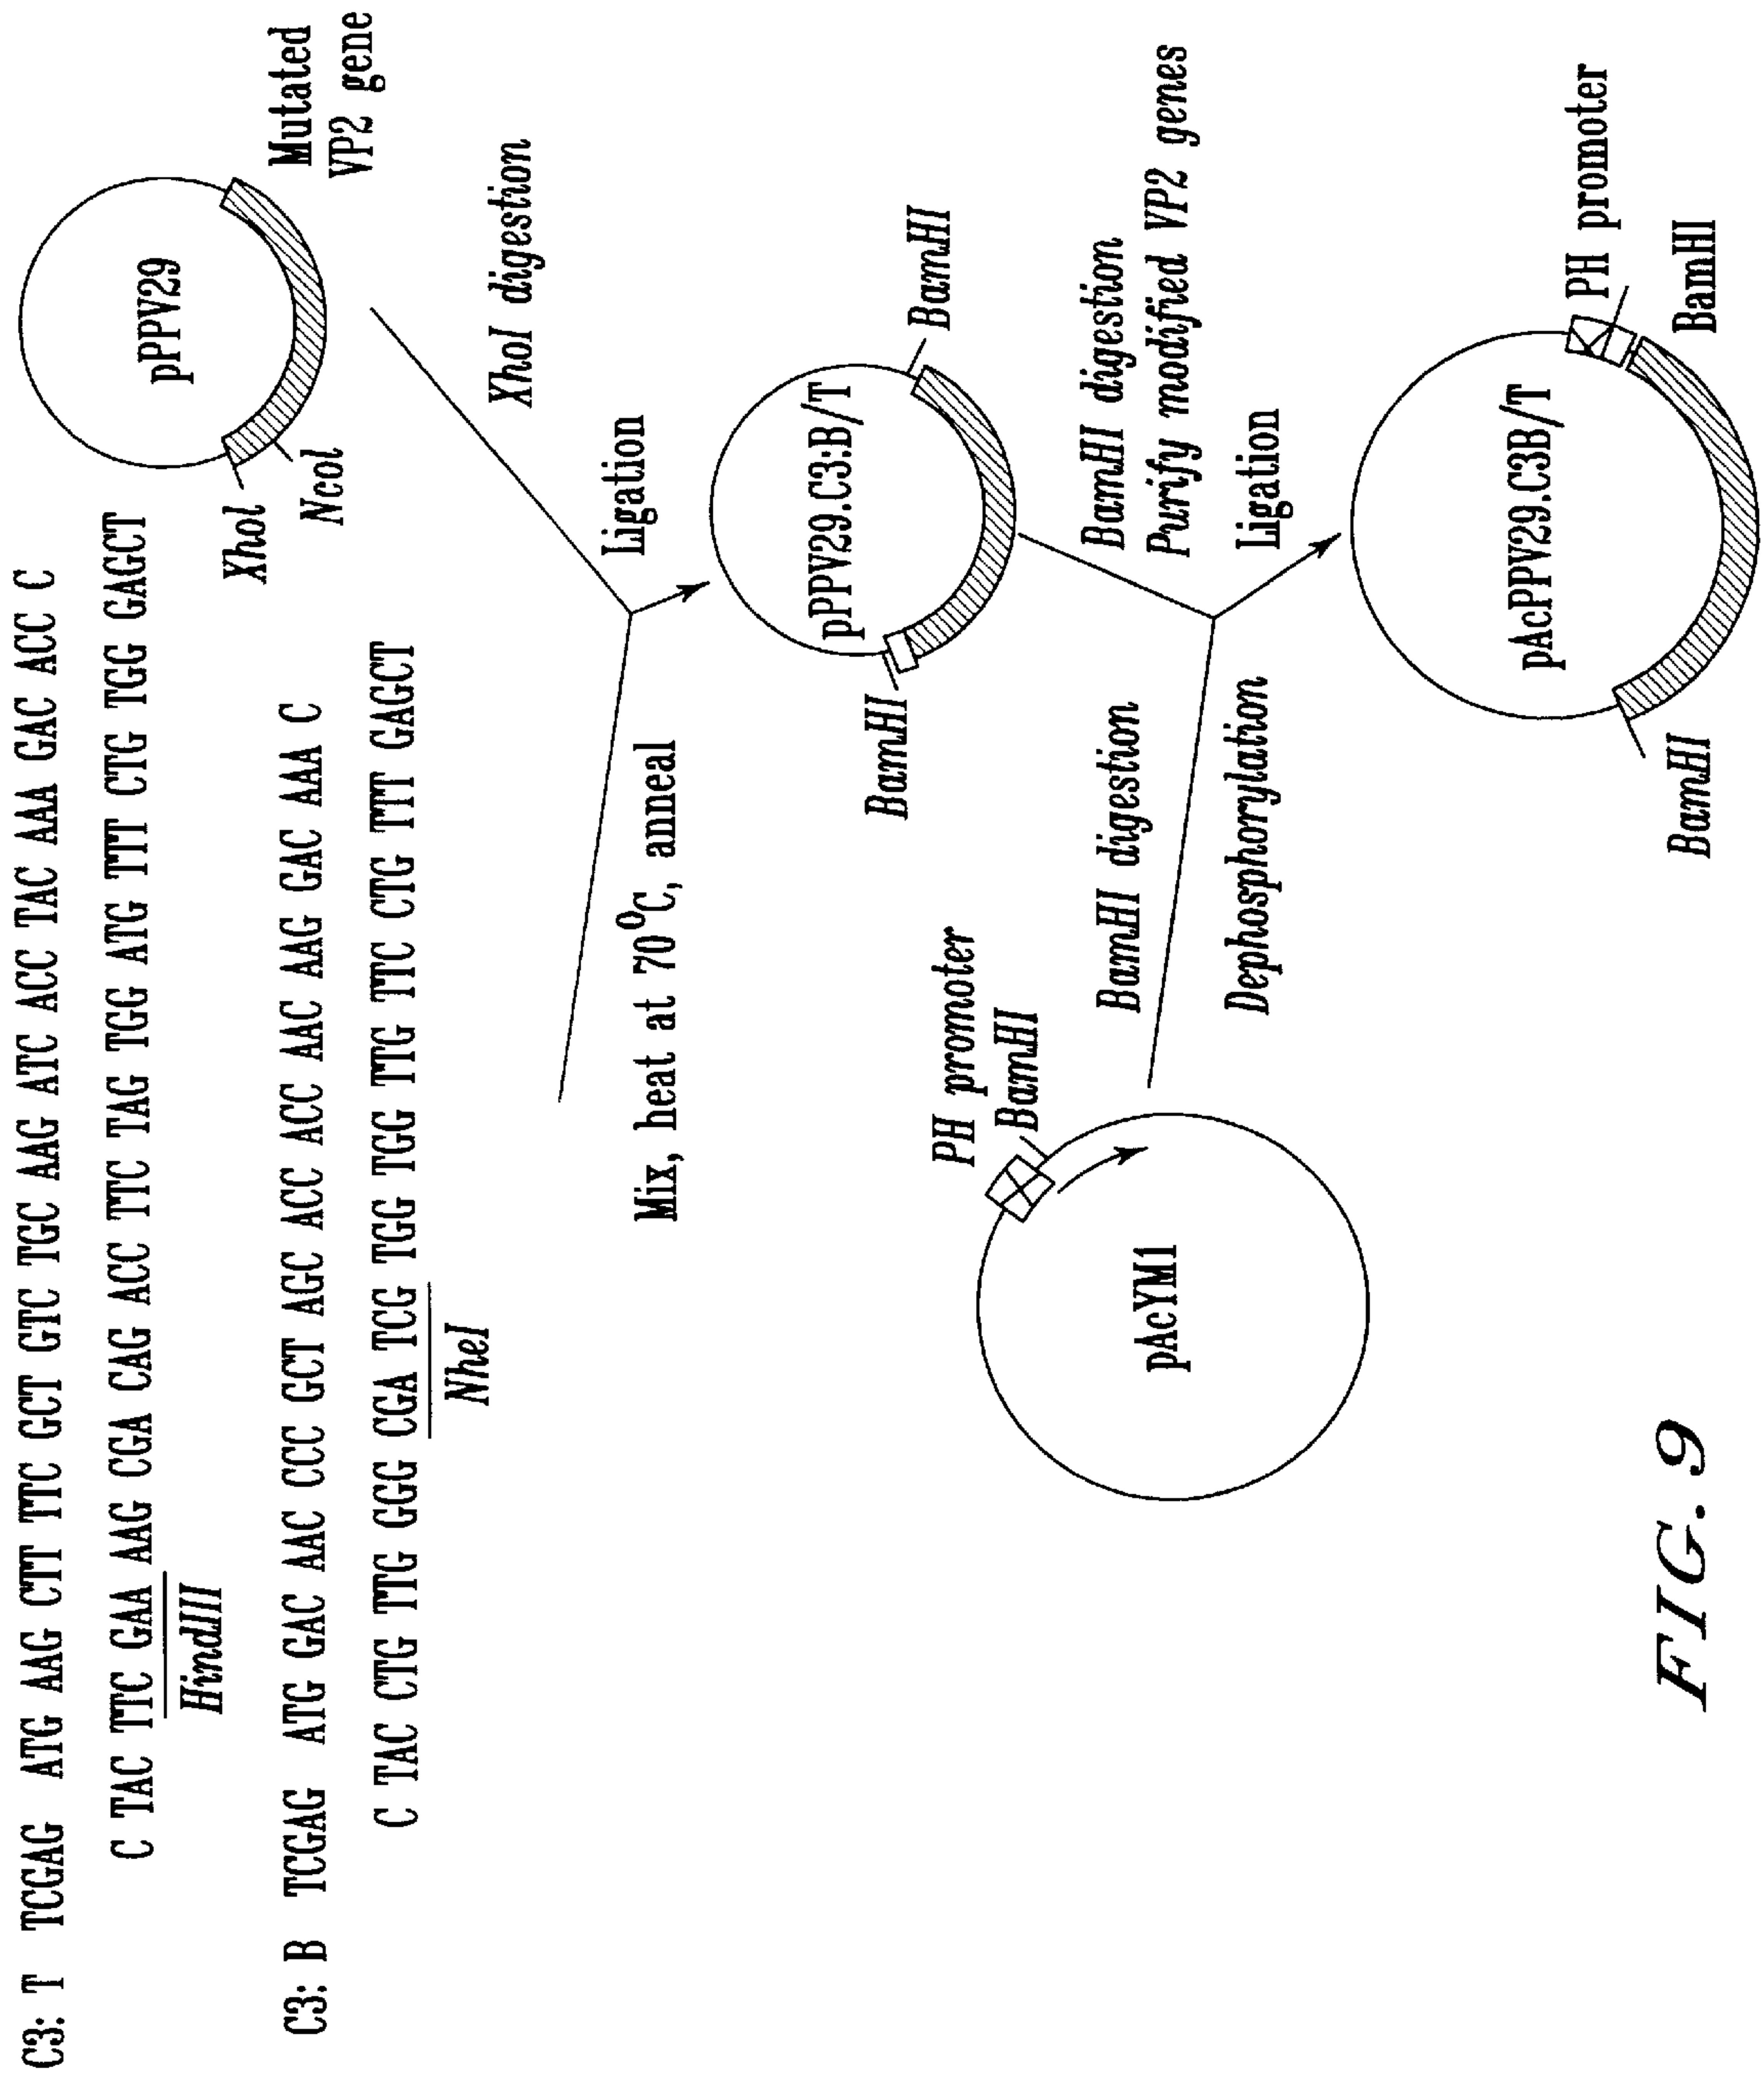 C3: T TCGAG ATG AAG CTT TTC GCT GTC TGC AAG ATC ACC TAC AAA GAC ACC C
C TAC TTC GAA AAG CGA CAG ACC TTC TAG TGG ATG TTT CTG TGG GAGCT
HindIII
C3: B TCGAG ATG GAC AAC CCC GCT AGC ACC ACC AAC AAG GAC AAA C
C TAC CTG TTG GGG CGA TCG TGG TGG TTG TTC CTG TTT GAGCT
NheI
pPPV29
XhoI
NcoI
Mutated
VP2 gene
XhoI digestion
Mix, heat at 70°C, anneal
Ligation
pPPV29.C3:B/T
BamHI
BamHI
PH promoter
BamHI
pAcYM1
BamHI digestion
Dephosphorylation
BamHI digestion
Purify modified VP2 genes
Ligation
pAcPPV29.C3B/T
PH promoter
BamHI
BamHI
FIG. 9